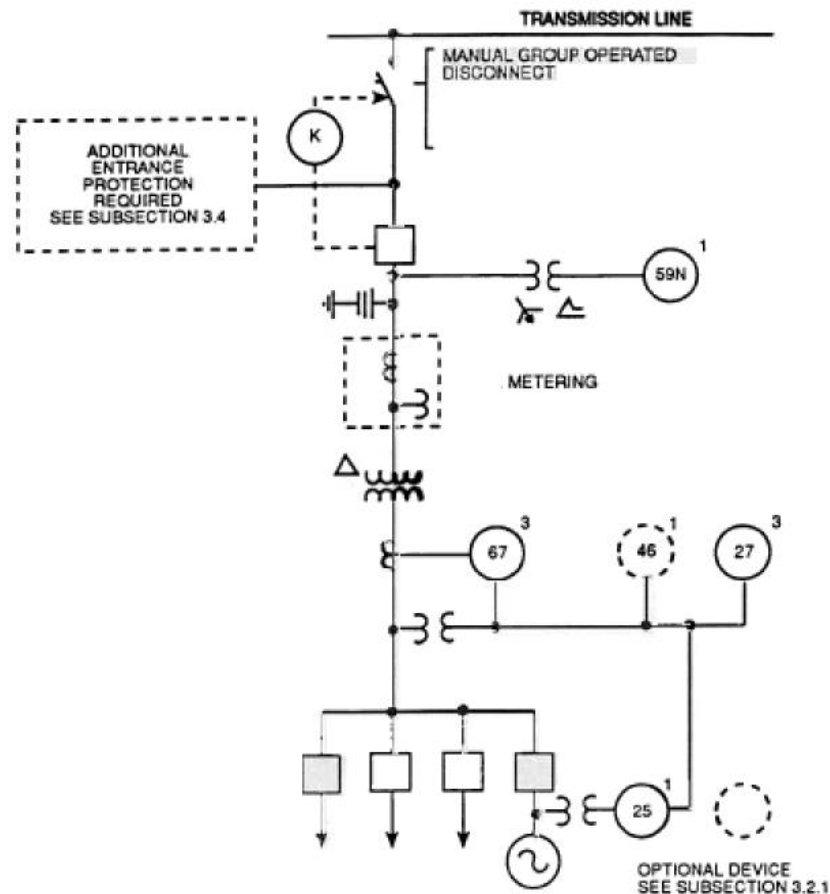 TRANSMISSION LINE
MANUAL GROUP OPERATED
DISCONNECT
K
ADDITIONAL
ENTRANCE
PROTECTION
REQUIRED
SEE SUBSECTION 3.4
1
59N
METERING
3
67
1
46
3
27
1
25
OPTIONAL DEVICE
SEE SUBSECTION 3.2.1